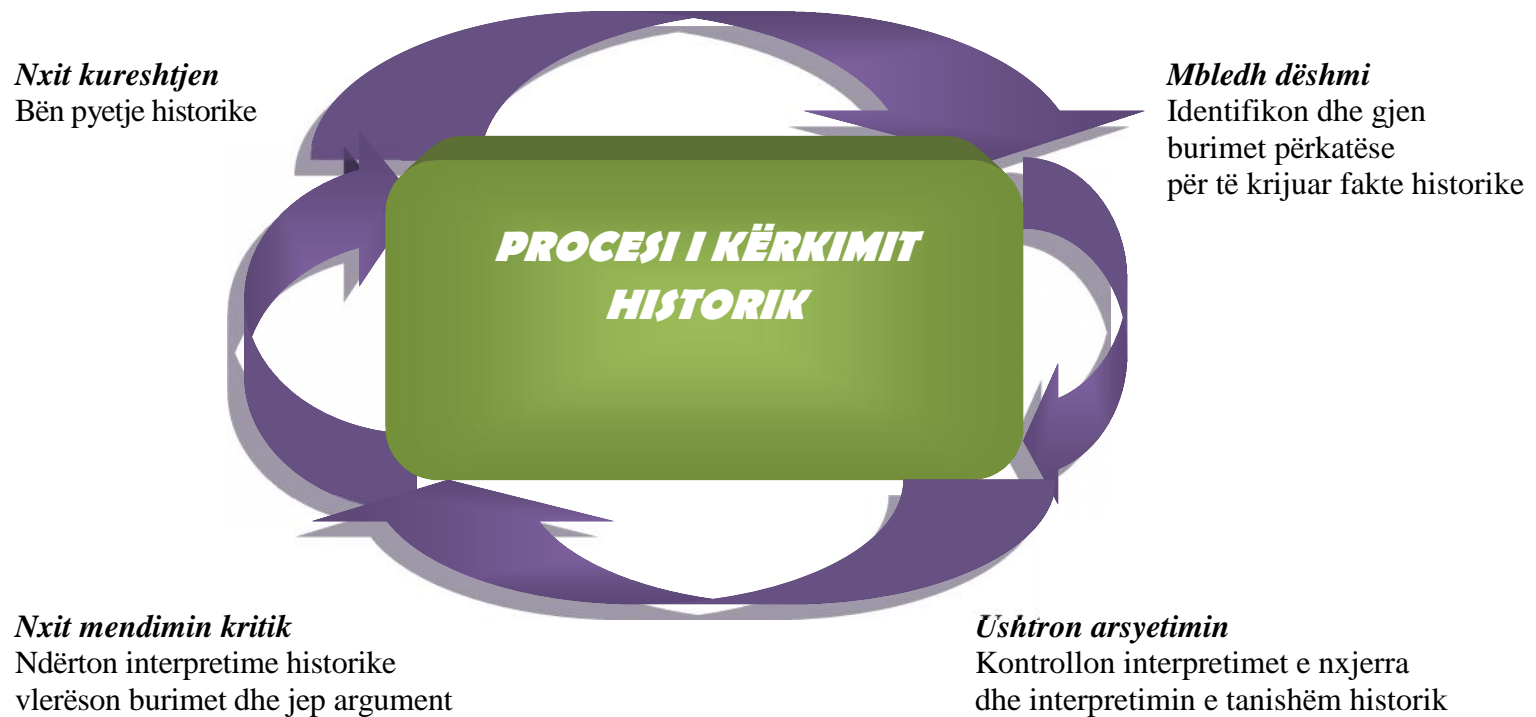 Nxit kureshtjen
Bën pyetje historike
Mbledh dëshmi
Identifikon dhe gjen
burimet përkatëse
për të krijuar fakte historike
PROCESI I KËRKIMIT
HISTORIK
Nxit mendimin kritik
Ndërton interpretime historike
vlerëson burimet dhe jep argument
Ushtron arsyetimin
Kontrollon interpretimet e nxjerra
dhe interpretimin e tanishëm historik